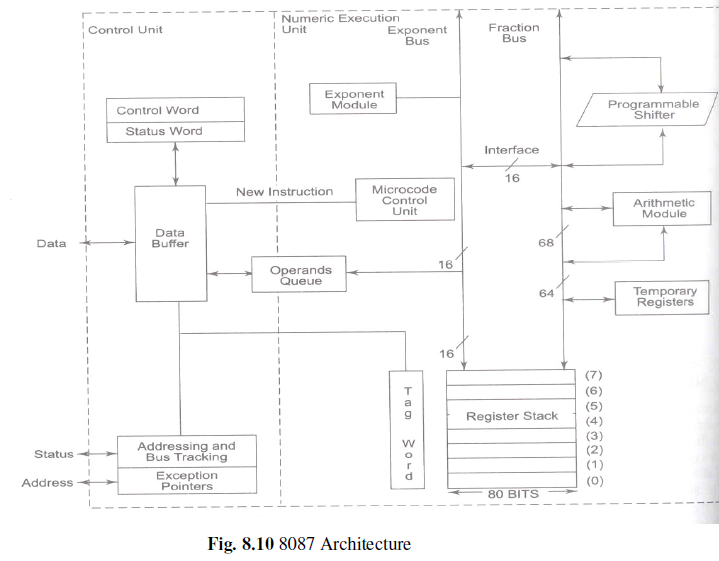 Control Unit
Numeric Execution
Unit
Exponent
Bus
Fraction
Bus
Exponent
Module
Programmable
Shifter
Control Word
Status Word
Interface
16
New Instruction
Microcode
Control
Unit
Arithmetic
Module
Data
Data
Buffer
68
16
Operands
Queue
64
Temporary
Registers
16
Tag Word
Register Stack
(7)
(6)
(5)
(4)
(3)
(2)
(1)
(0)
80 BITS
Status
Address
Addressing and
Bus Tracking
Exception
Pointers
Fig. 8.10 8087 Architecture